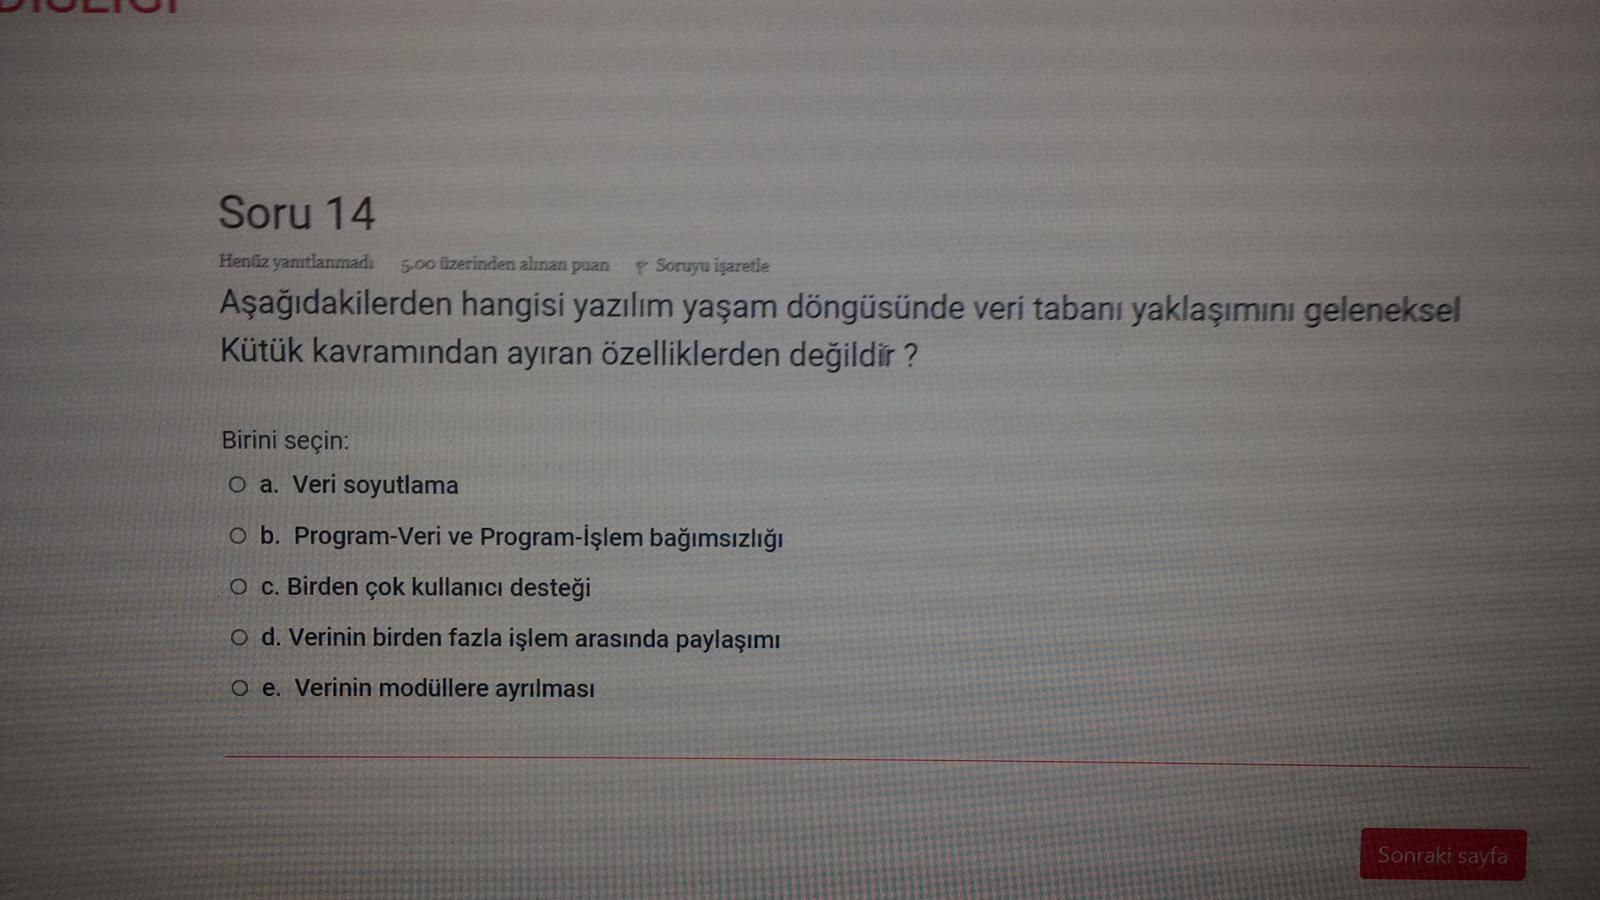 Soru 14
Henüz yanıtlanmadı 5,00 üzerinden alınan puan Soruyu işaretle
Aşağıdakilerden hangisi yazılım yaşam döngüsünde veri tabanı yaklaşımını geleneksel
Kütük kavramından ayıran özelliklerden değildir ?
Birini seçin:
a. Veri soyutlama
b. Program-Veri ve Program-İşlem bağımsızlığı
c. Birden çok kullanıcı desteği
d. Verinin birden fazla işlem arasında paylaşımı
e. Verinin modüllere ayrılması
Sonraki sayfa